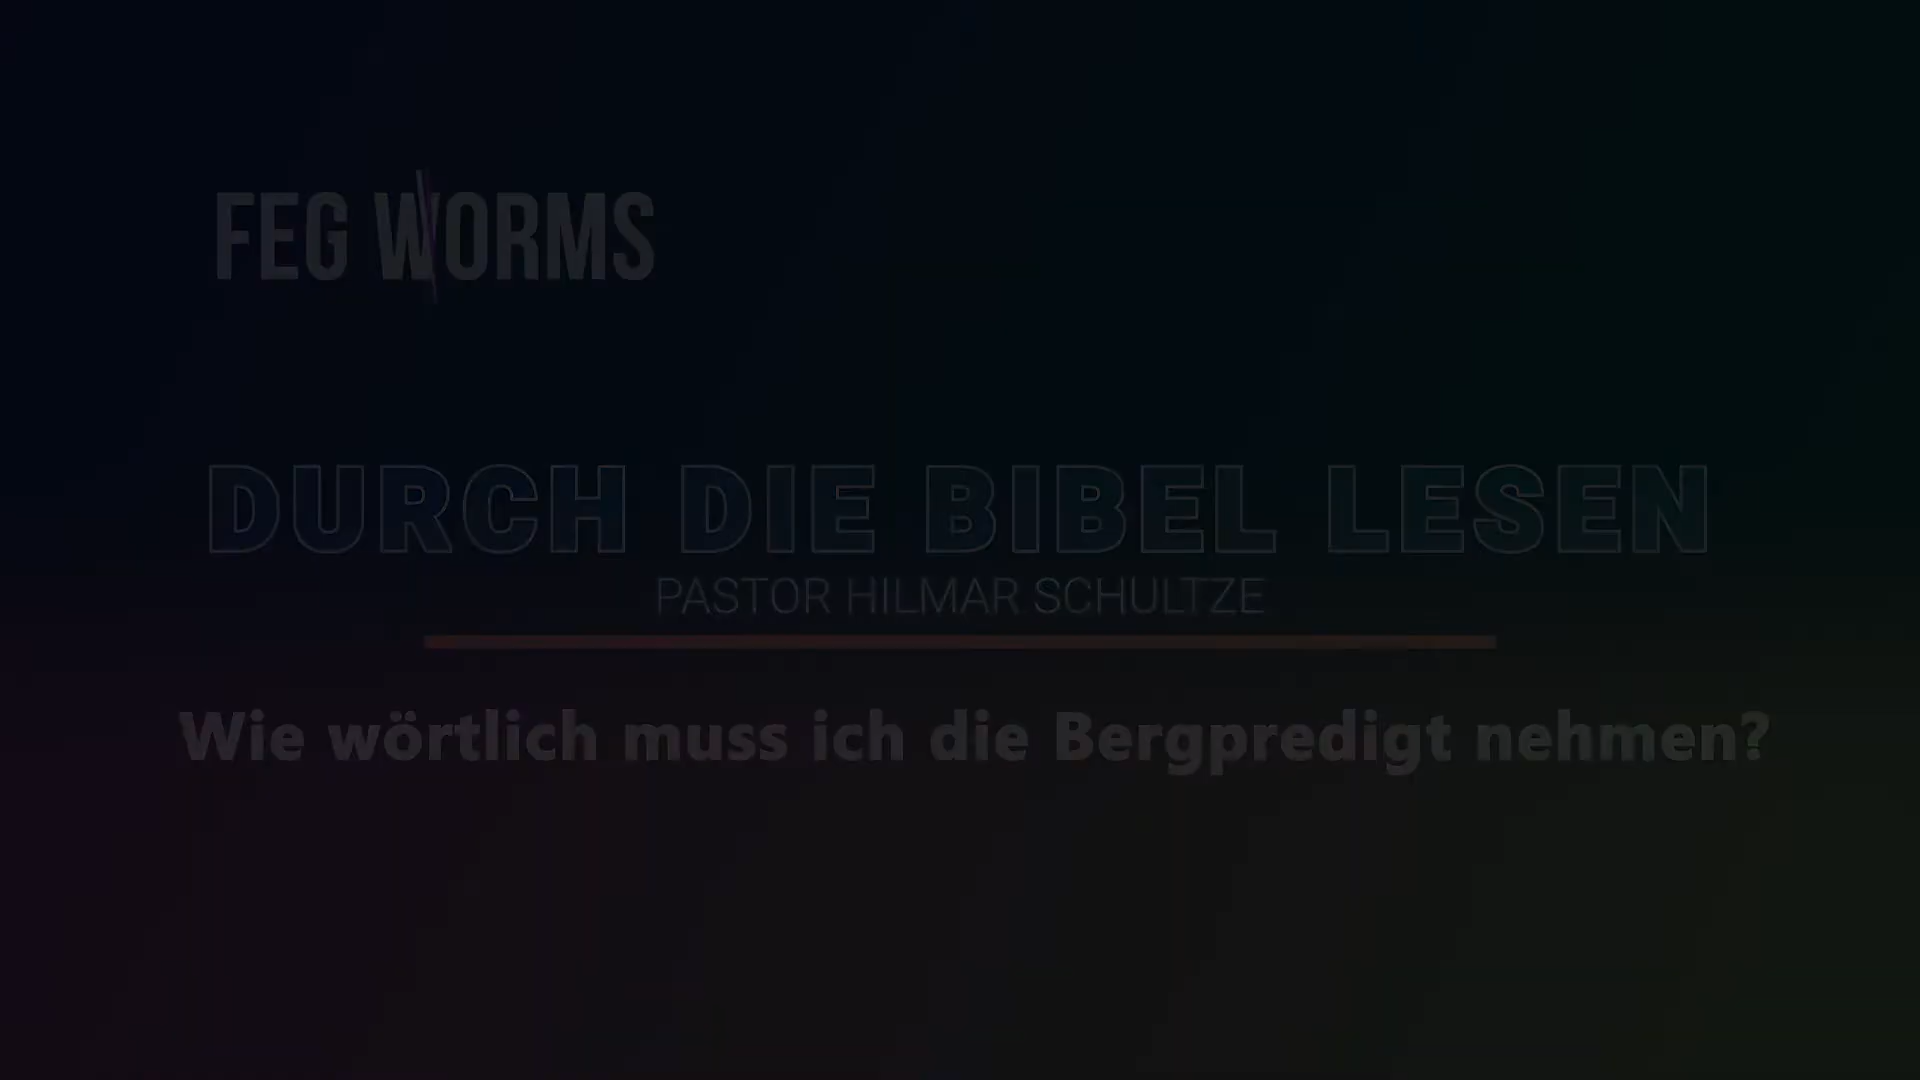 FEG WORMS
DURCH DIE BIBEL LESEN
PASTOR HILMAR SCHULTZE
Wie wörtlich muss ich die Bergpredigt nehmen?